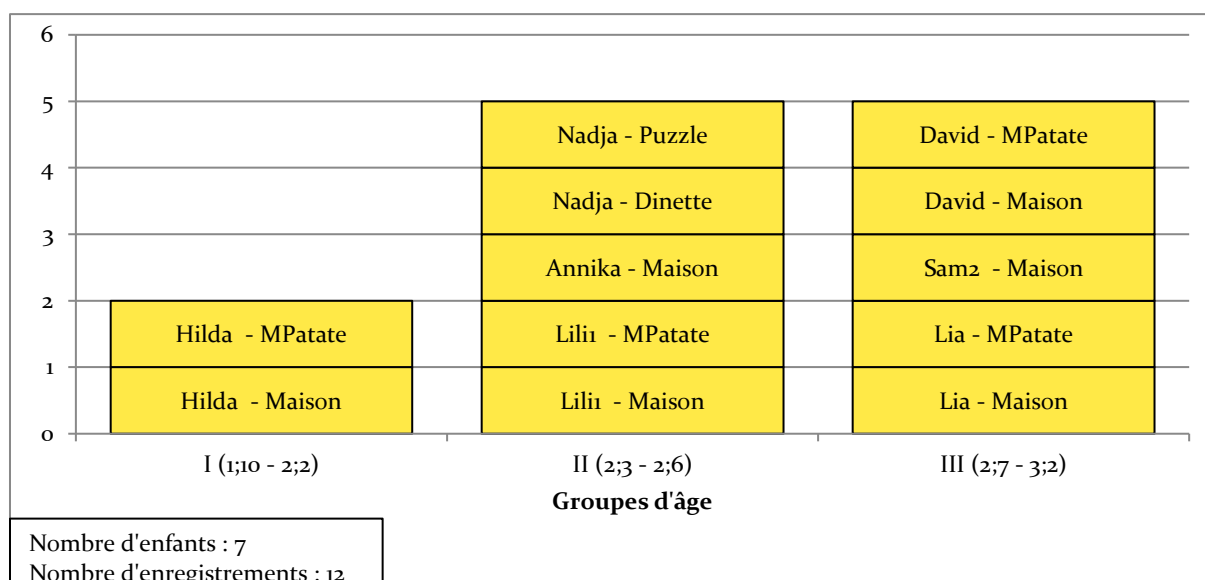 6
5
4
3
2
1
0
Nadja - Puzzle
Nadja - Dinette
Annika - Maison
Hilda - MPatate
Lili1 - MPatate
Hilda - Maison
Lili1 - Maison
David - MPatate
David - Maison
Sam2 - Maison
Lia - MPatate
Lia - Maison
I (1;10 - 2;2)
II (2;3 - 2;6)
III (2;7 - 3;2)
Groupes d'âge
Nombre d'enfants : 7
Nombre d'enregistrements : 12